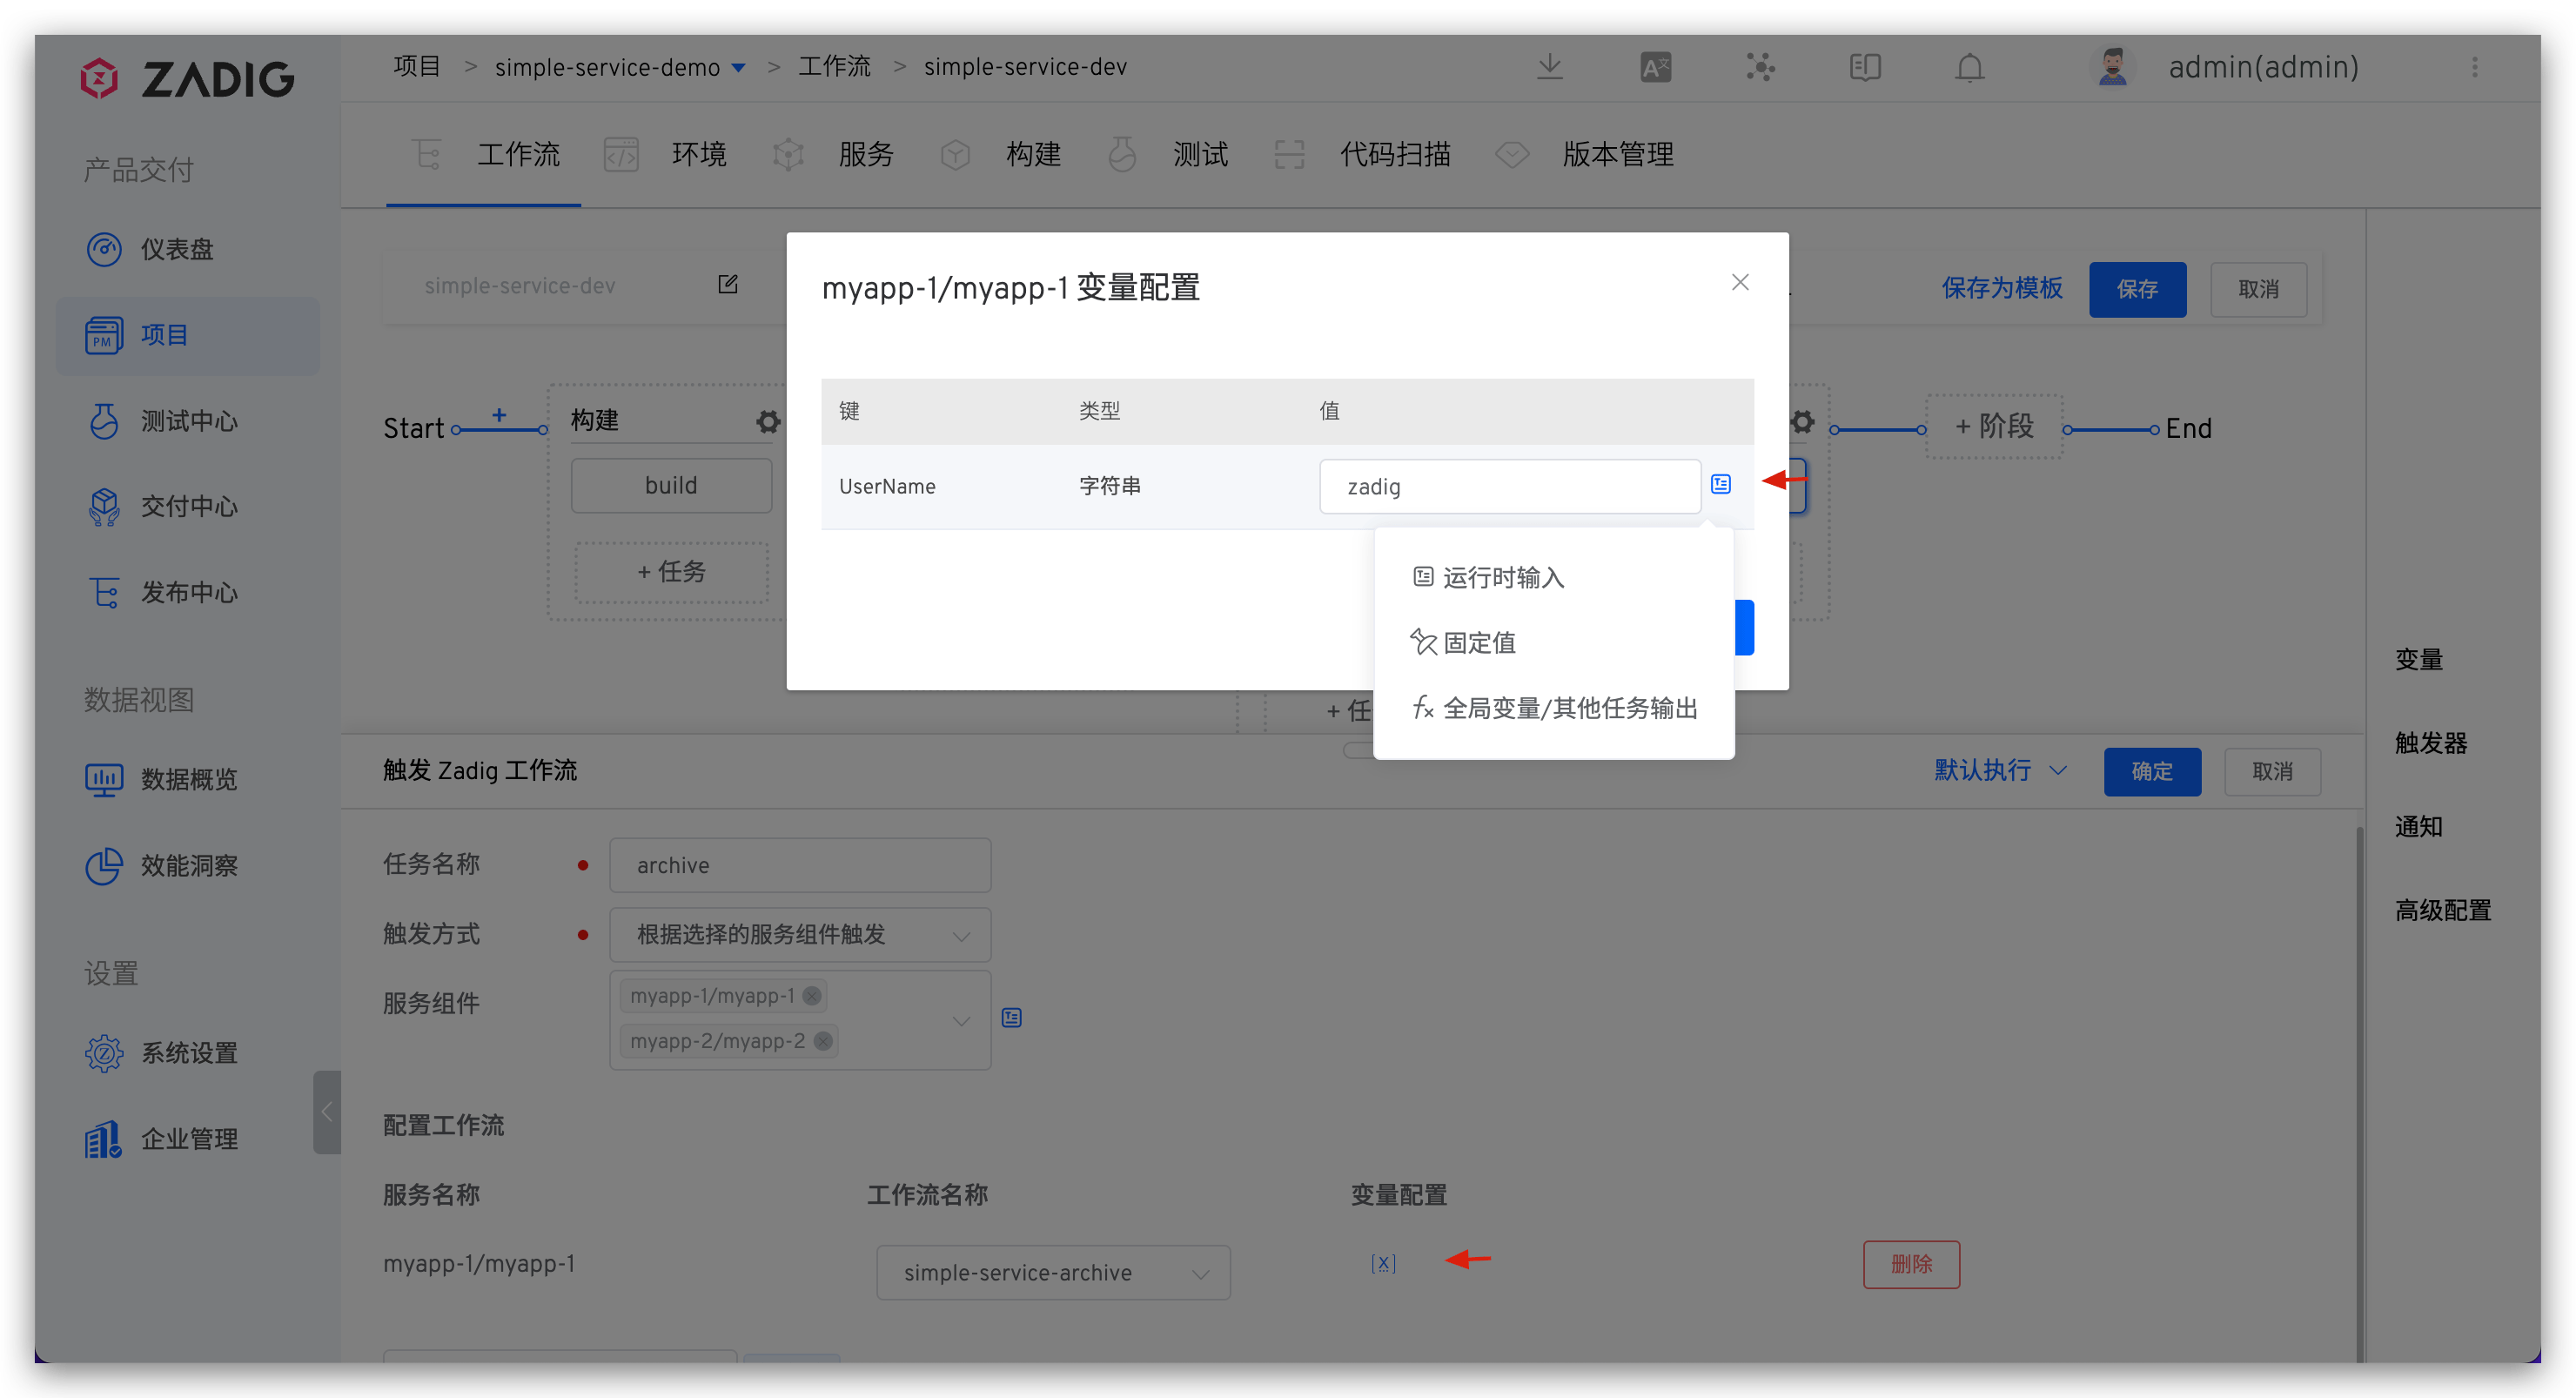 ZADIG
项目 > simple-service-demo > 工作流 > simple-service-dev
admin(admin)
工作流 环境 服务 构建 测试 代码扫描 版本管理
产品交付
仪表盘
PM 项目
测试中心
交付中心
发布中心
数据视图
数据概览
效能洞察
设置
系统设置
企业管理
simple-service-dev
保存为模板 保存 取消
Start
构建
build
+ 任务
+ 阶段
End
+ 任
myapp-1/myapp-1 变量配置
键 类型 值
UserName 字符串 zadig
运行时输入
固定值
fx 全局变量/其他任务输出
变量
触发器
通知
高级配置
触发 Zadig 工作流
默认执行 确定 取消
任务名称 archive
触发方式 根据选择的服务组件触发
服务组件 myapp-1/myapp-1
myapp-2/myapp-2
配置工作流
服务名称 工作流名称 变量配置
myapp-1/myapp-1 simple-service-archive [x] 删除